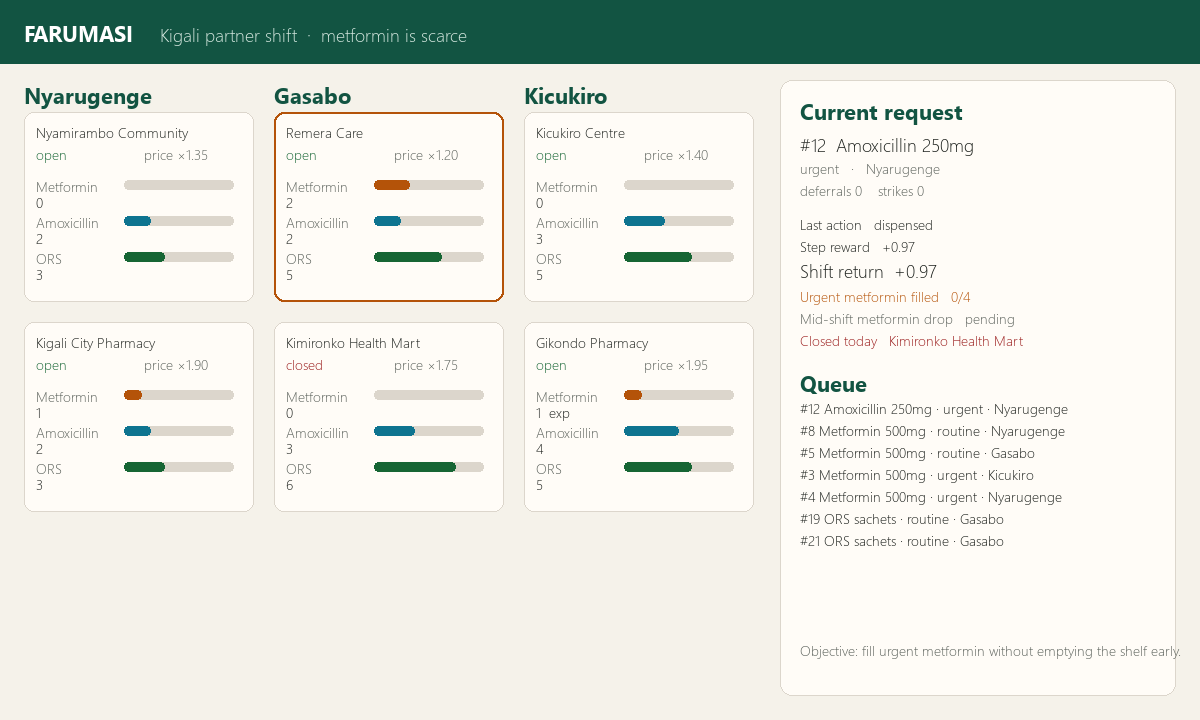 FARUMASI Kigali partner shift · metformin is scarce
Nyarugenge
Nyamirambo Community
open price ×1.35
Metformin
0
Amoxicillin
2
ORS
3
Kigali City Pharmacy
open price ×1.90
Metformin
1
Amoxicillin
2
ORS
3
Gasabo
Remera Care
open price ×1.20
Metformin
2
Amoxicillin
2
ORS
5
Kimironko Health Mart
closed price ×1.75
Metformin
0
Amoxicillin
3
ORS
6
Kicukiro
Kicukiro Centre
open price ×1.40
Metformin
0
Amoxicillin
3
ORS
5
Gikondo Pharmacy
open price ×1.95
Metformin
1 exp
Amoxicillin
4
ORS
5
Current request
#12 Amoxicillin 250mg
urgent · Nyarugenge
deferrals 0 strikes 0
Last action dispensed
Step reward +0.97
Shift return +0.97
Urgent metformin filled 0/4
Mid-shift metformin drop pending
Closed today Kimironko Health Mart
Queue
#12 Amoxicillin 250mg · urgent · Nyarugenge
#8 Metformin 500mg · routine · Nyarugenge
#5 Metformin 500mg · routine · Gasabo
#3 Metformin 500mg · urgent · Kicukiro
#4 Metformin 500mg · urgent · Nyarugenge
#19 ORS sachets · routine · Gasabo
#21 ORS sachets · routine · Gasabo
Objective: fill urgent metformin without emptying the shelf early.